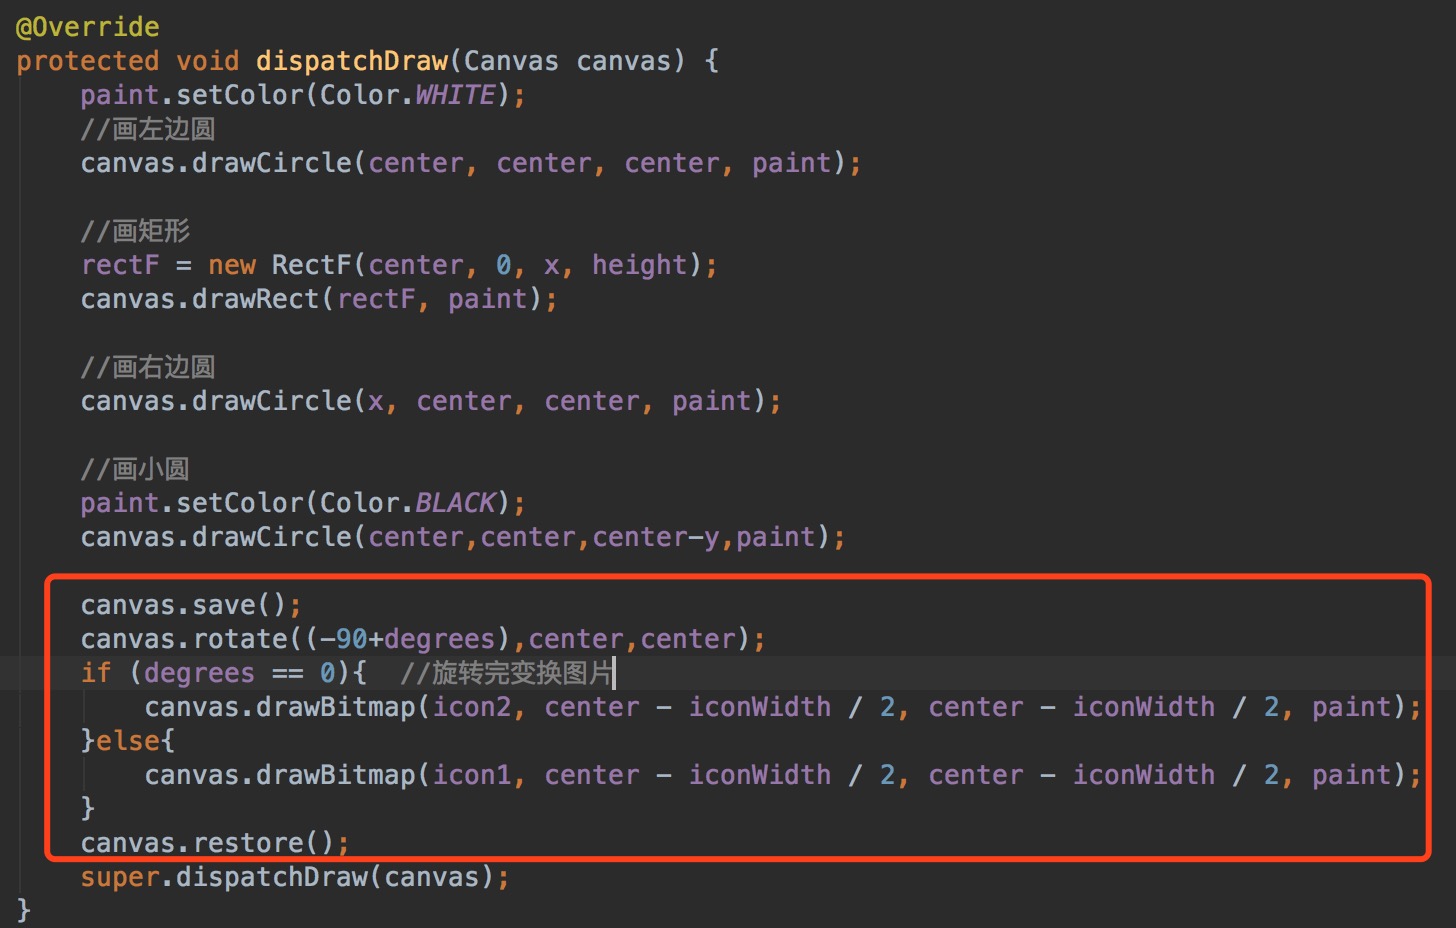 @Override
protected void dispatchDraw(Canvas canvas) {
paint.setColor(Color.WHITE);
//画左边圆
canvas.drawCircle(center, center, center, paint);
//画矩形
rectF = new RectF(center, 0, x, height);
canvas.drawRect(rectF, paint);
//画右边圆
canvas.drawCircle(x, center, center, paint);
//画小圆
paint.setColor(Color.BLACK);
canvas.drawCircle(center,center,center-y,paint);
canvas.save();
canvas.rotate((-90+degrees),center,center);
if (degrees == 0){  //旋转完变换图片
canvas.drawBitmap(icon2, center - iconWidth / 2, center - iconWidth / 2, paint);
}else{
canvas.drawBitmap(icon1, center - iconWidth / 2, center - iconWidth / 2, paint);
}
canvas.restore();
super.dispatchDraw(canvas);
}